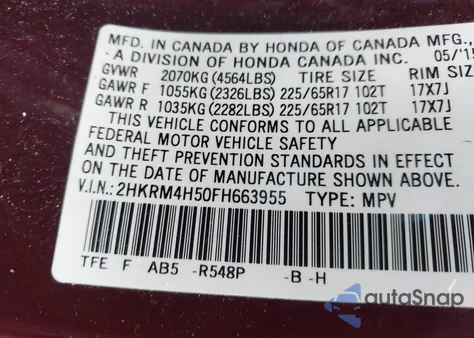 MFD. IN CANADA BY HONDA OF CANADA MFG.,
A DIVISION OF HONDA CANADA INC. 05/15
GVWR 2070KG (4564LBS) TIRE SIZE RIM SIZE
GAWR F 1055KG (2326LBS) 225/65R17 102T 17X7J
GAWR R 1035KG (2282LBS) 225/65R17 102T 17X7J
THIS VEHICLE CONFORMS TO ALL APPLICABLE
FEDERAL MOTOR VEHICLE SAFETY
AND THEFT PREVENTION STANDARDS IN EFFECT
ON THE DATE OF MANUFACTURE SHOWN ABOVE.
V.I.N.: 2HKRM4H50FH663955 TYPE: MPV
TFE F AB5 -R548P -B -H
autoSnap